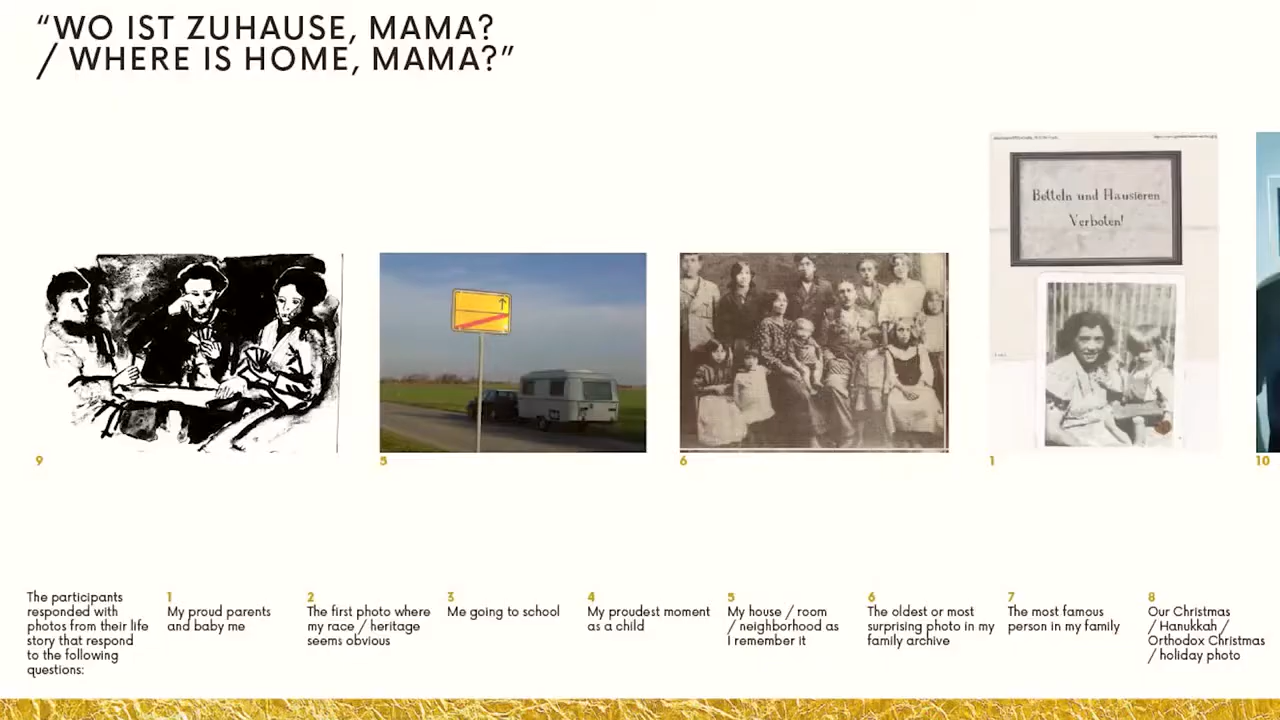 “WO IST ZUHAUSE, MAMA?
/ WHERE IS HOME, MAMA?”
Betteln und Hausieren
Verboten!
9
5
6
1
10
The participants
responded with
photos from their life
story that respond
to the following
questions:
1
My proud parents
and baby me
2
The first photo where
my race / heritage
seems obvious
3
Me going to school
4
My proudest moment
as a child
5
My house / room
/ neighborhood as
I remember it
6
The oldest or most
surprising photo in my
family archive
7
The most famous
person in my family
8
Our Christmas
/ Hanukkah /
Orthodox Christmas
/ holiday photo